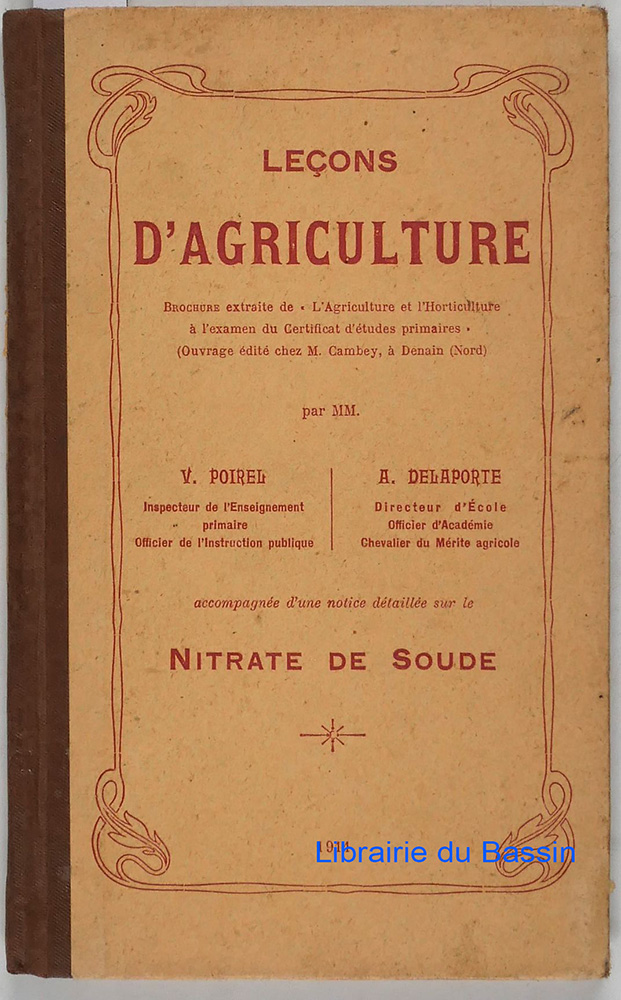 LEÇONS
D'AGRICULTURE
BROCHURE extraite de « L'Agriculture et l'Horticulture
à l'examen du Certificat d'études primaires »
(Ouvrage édité chez M. Cambey, à Denain (Nord)
par MM.
V. POIREL
Inspecteur de l'Enseignement
primaire
Officier de l'Instruction publique
A. DELAPORTE
Directeur d'École
Officier d'Académie
Chevalier du Mérite agricole
accompagnée d'une notice détaillée sur le
NITRATE DE SOUDE
Librairie du Bassin